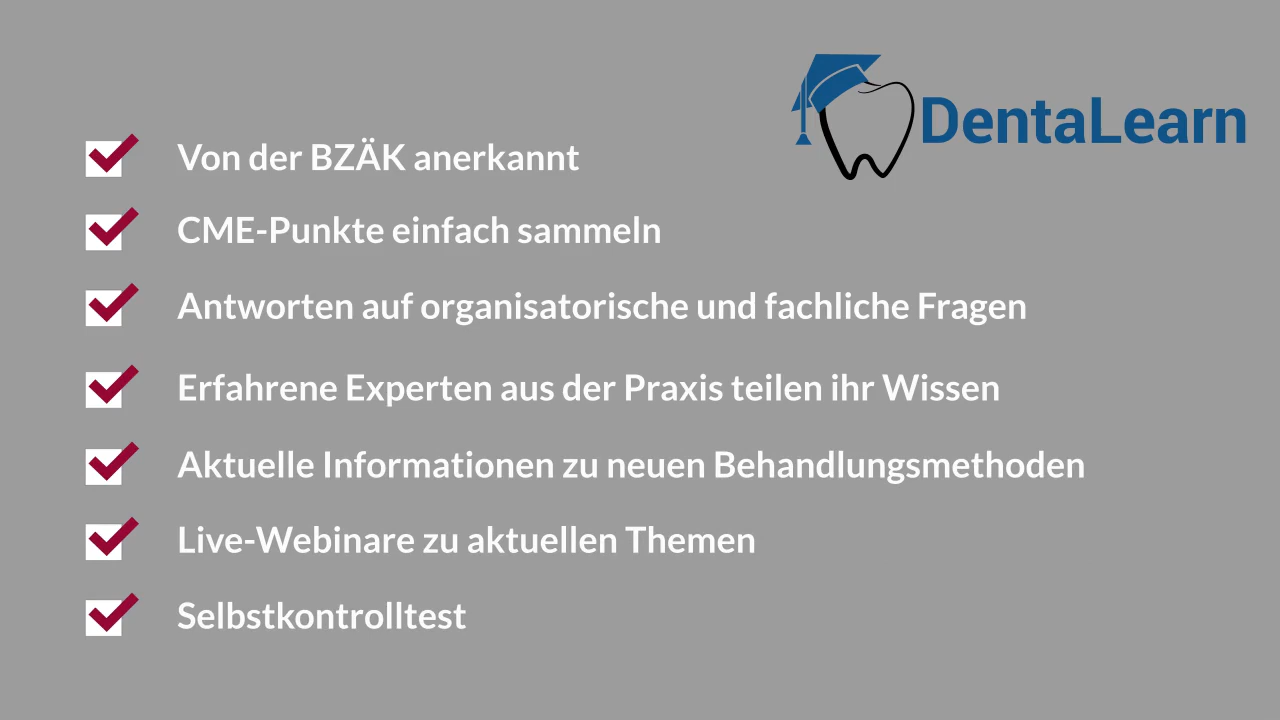 DentaLearn
Von der BZÄK anerkannt
CME-Punkte einfach sammeln
Antworten auf organisatorische und fachliche Fragen
Erfahrene Experten aus der Praxis teilen ihr Wissen
Aktuelle Informationen zu neuen Behandlungsmethoden
Live-Webinare zu aktuellen Themen
Selbstkontrolltest